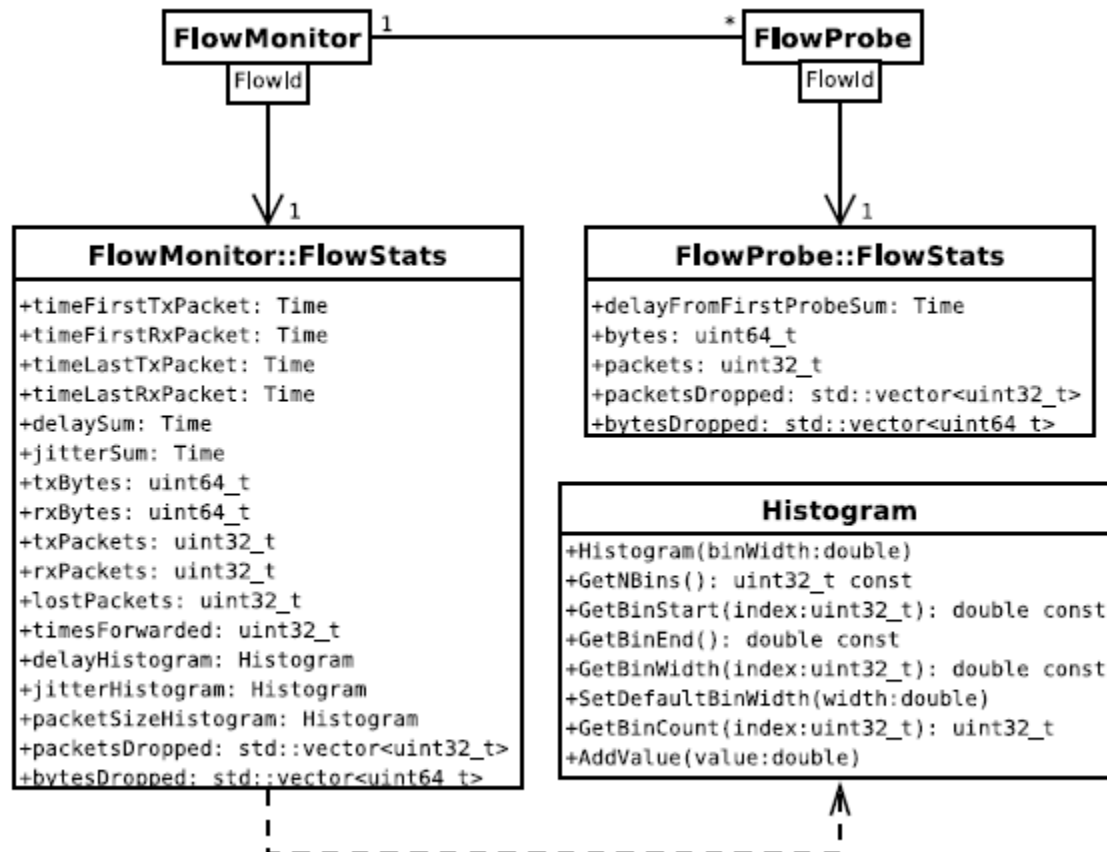 FlowMonitor
1
*
FlowProbe
FlowId
FlowId
1
1
FlowMonitor::FlowStats
+timeFirstTxPacket: Time
+timeFirstRxPacket: Time
+timeLastTxPacket: Time
+timeLastRxPacket: Time
+delaySum: Time
+jitterSum: Time
+txBytes: uint64_t
+rxBytes: uint64_t
+txPackets: uint32_t
+rxPackets: uint32_t
+lostPackets: uint32_t
+timesForwarded: uint32_t
+delayHistogram: Histogram
+jitterHistogram: Histogram
+packetSizeHistogram: Histogram
+packetsDropped: std::vector<uint32_t>
+bytesDropped: std::vector<uint64_t>
FlowProbe::FlowStats
+delayFromFirstProbeSum: Time
+bytes: uint64_t
+packets: uint32_t
+packetsDropped: std::vector<uint32_t>
+bytesDropped: std::vector<uint64_t>
Histogram
+Histogram(binWidth:double)
+GetNBins(): uint32_t const
+GetBinStart(index:uint32_t): double const
+GetBinEnd(): double const
+GetBinWidth(index:uint32_t): double const
+SetDefaultBinWidth(width:double)
+GetBinCount(index:uint32_t): uint32_t
+AddValue(value:double)